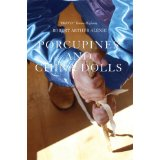 ROBERT ARTHUR ALEXIE
PORCUPINES
AND
CHINA DOLLS